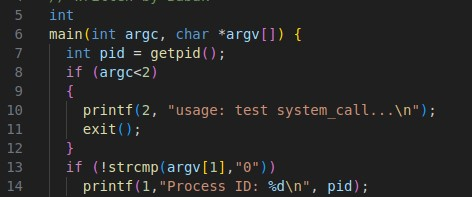 5 int
6 main(int argc, char *argv[]) {
7 int pid = getpid();
8 if (argc<2)
9 {
10 printf(2, "usage: test system_call...\n");
11 exit();
12 }
13 if (!strcmp(argv[1],"0"))
14 printf(1,"Process ID: %d\n", pid);